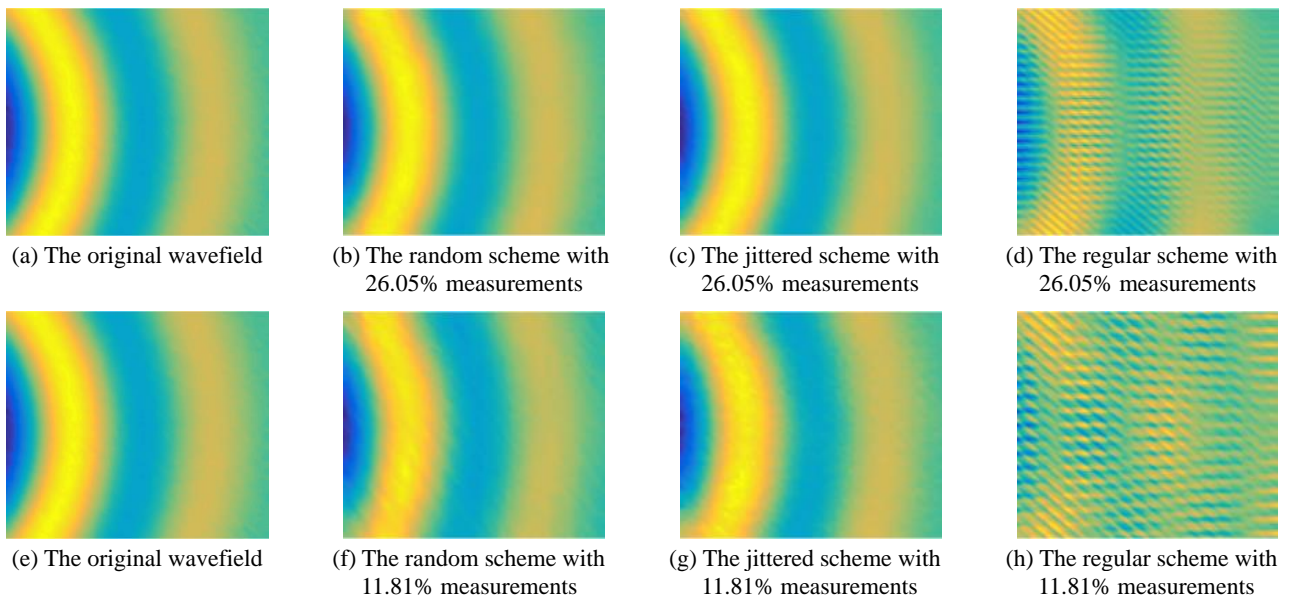 (a) The original wavefield
(b) The random scheme with
26.05% measurements
(c) The jittered scheme with
26.05% measurements
(d) The regular scheme with
26.05% measurements
(e) The original wavefield
(f) The random scheme with
11.81% measurements
(g) The jittered scheme with
11.81% measurements
(h) The regular scheme with
11.81% measurements